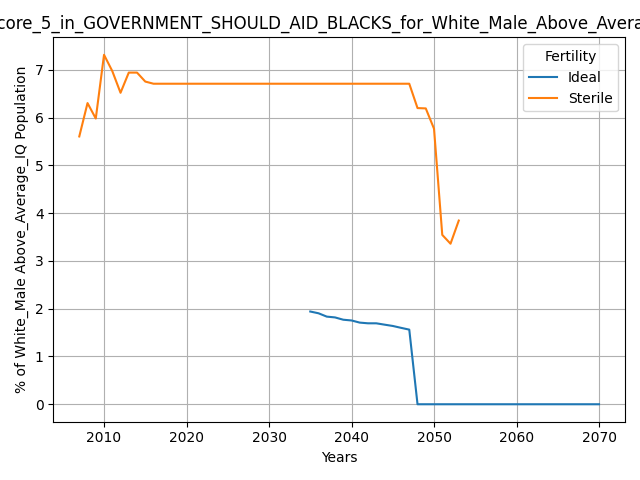 core_5_in_GOVERNMENT_SHOULD_AID_BLACKS_for_White_Male_Above_Avera
% of White_Male Above_Average_IQ Population
7
6
5
4
3
2
1
0
Fertility
Ideal
Sterile
2010 2020 2030 2040 2050 2060 2070
Years